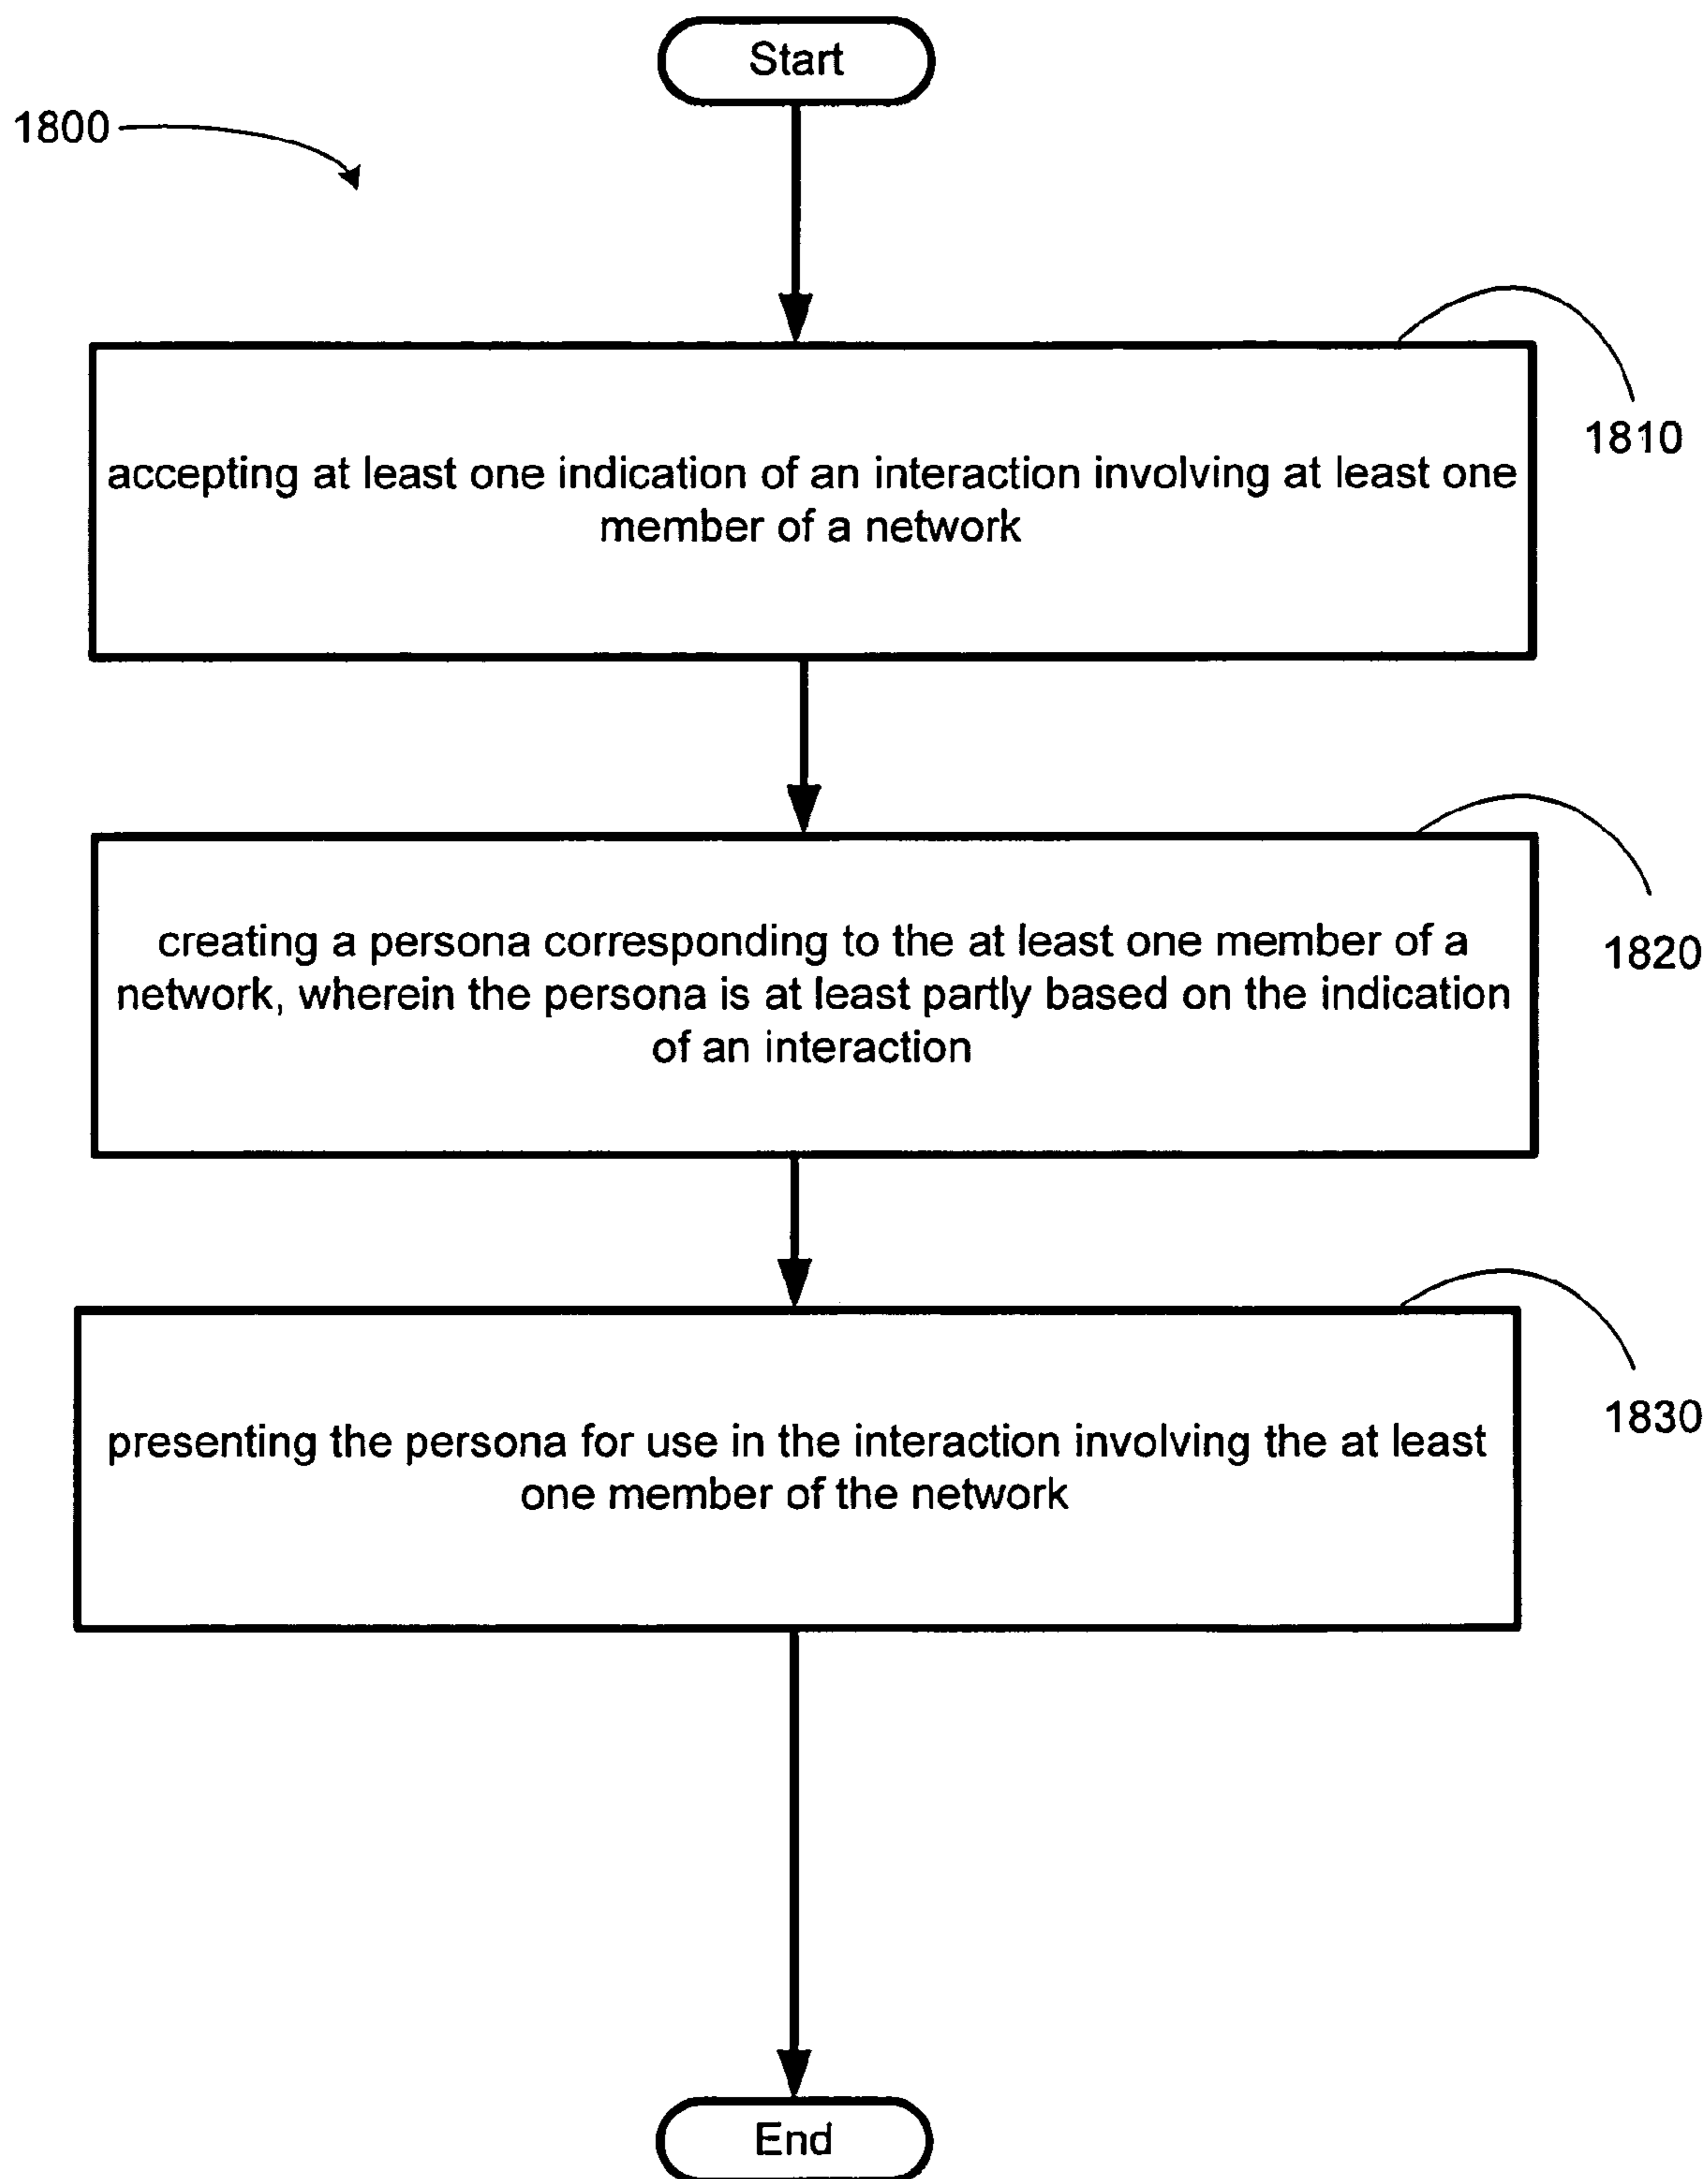 Start
1800
1810
accepting at least one indication of an interaction involving at least one
member of a network
1820
creating a persona corresponding to the at least one member of a
network, wherein the persona is at least partly based on the indication
of an interaction
1830
presenting the persona for use in the interaction involving the at least
one member of the network
End